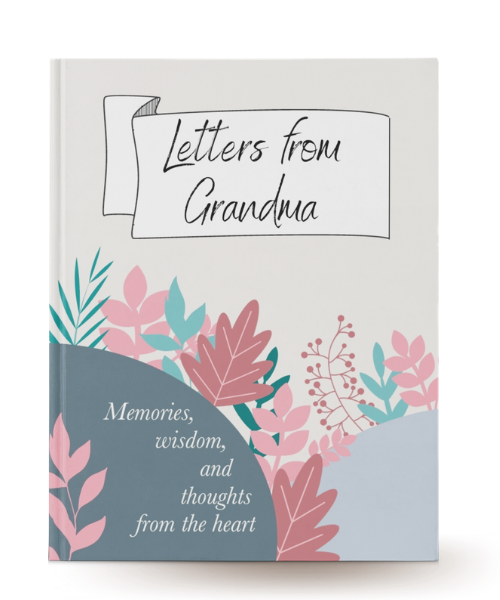 Letters from
Grandma
Memories,
wisdom,
and
thoughts
from the heart